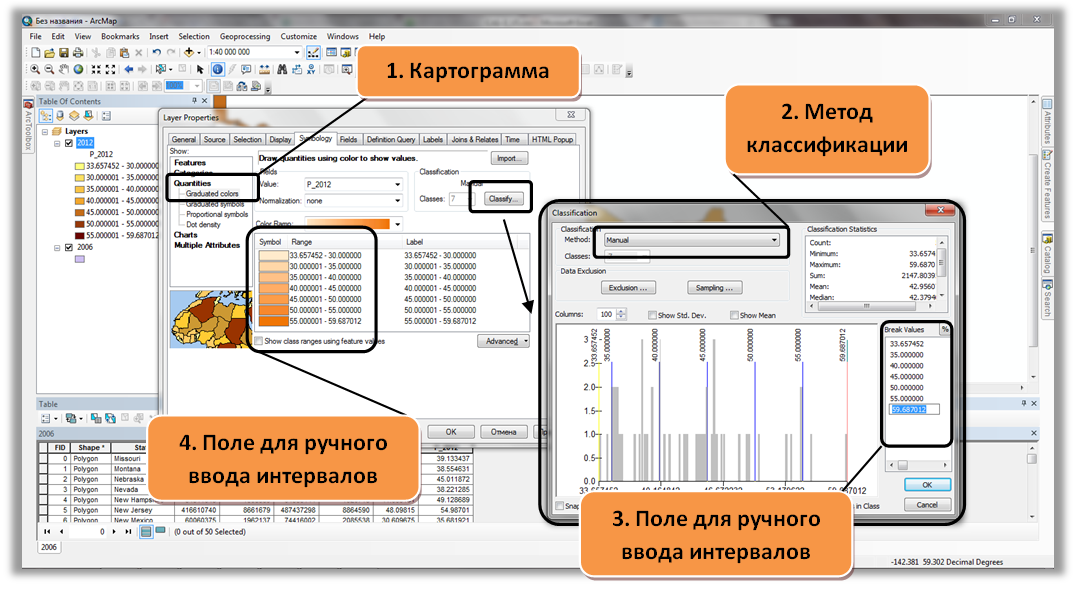 Без названия - ArcMap
File Edit View Bookmarks Insert Selection Geoprocessing Customize Windows Help
1:40 000 000
1. Картограмма
2. Метод
классификации
Table Of Contents
ArcToolbox
Layers
2012
P_2012
33.657452 - 30.000000
30.000001 - 35.000000
35.000001 - 40.000000
40.000001 - 45.000000
45.000001 - 50.000000
50.000001 - 55.000000
55.000001 - 59.687012
2006
Layer Properties
General Source Selection Display Symbology Fields Definition Query Labels Joins & Relates Time HTML Popup
Show:
Features
Categories
Quantities
Graduated colors
Graduated symbols
Proportional symbols
Dot density
Charts
Multiple Attributes
Draw quantities using color to show values.
Import...
Fields
Value: P_2012
Normalization: none
Classification
Manual
Classes: 7
Classify...
Color Ramp:
Symbol Range Label
33.657452 - 30.000000 33.657452 - 30.000000
30.000001 - 35.000000 30.000001 - 35.000000
35.000001 - 40.000000 35.000001 - 40.000000
40.000001 - 45.000000 40.000001 - 45.000000
45.000001 - 50.000000 45.000001 - 50.000000
50.000001 - 55.000000 50.000001 - 55.000000
55.000001 - 59.687012 55.000001 - 59.687012
Show class ranges using feature values
Advanced
OK
Отмена
Classification
Classification
Method: Manual
Classes: 7
Data Exclusion
Exclusion ...
Sampling ...
Classification Statistics
Count:
Minimum: 33.6574
Maximum: 59.6870
Sum: 2147.8039
Mean: 42.9560
Median: 42.3794
Columns: 100
Show Std. Dev.
Show Mean
33.657452
35.000000
40.000000
45.000000
50.000000
55.000000
59.687012
2.5
2.0
1.5
1.0
0.5
0.0
Break Values
%
33.657452
35.000000
40.000000
45.000000
50.000000
55.000000
59.687012
OK
Cancel
in Class
Attributes
Create Features
Catalog
Search
4. Поле для ручного
ввода интервалов
3. Поле для ручного
ввода интервалов
Table
2006
FID Shape *
0 Polygon Missouri 39.133437
1 Polygon Montana 38.554631
2 Polygon Nebraska 45.011872
3 Polygon Nevada 38.221285
4 Polygon New Hamps 49.128689
5 Polygon New Jersey 416610740 8661679 487437298 8864590 48.09815 54.98701
6 Polygon New Mexico 60060375 1962137 74416002 2085538 30.609675 35.681921
0
(0 out of 50 Selected)
2006
-142.381 59.302 Decimal Degrees